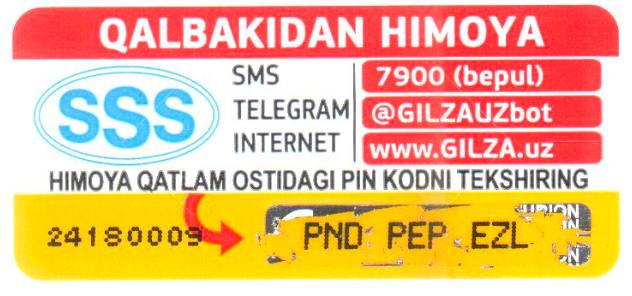 QALBAKIDAN HIMOYA
SSS
SMS 7900 (bepul)
TELEGRAM @GILZAUZbot
INTERNET www.GILZA.uz
HIMOYA QATLAM OSTIDAGI PIN KODNI TEKSHIRING
24180009 PND PEP EZL